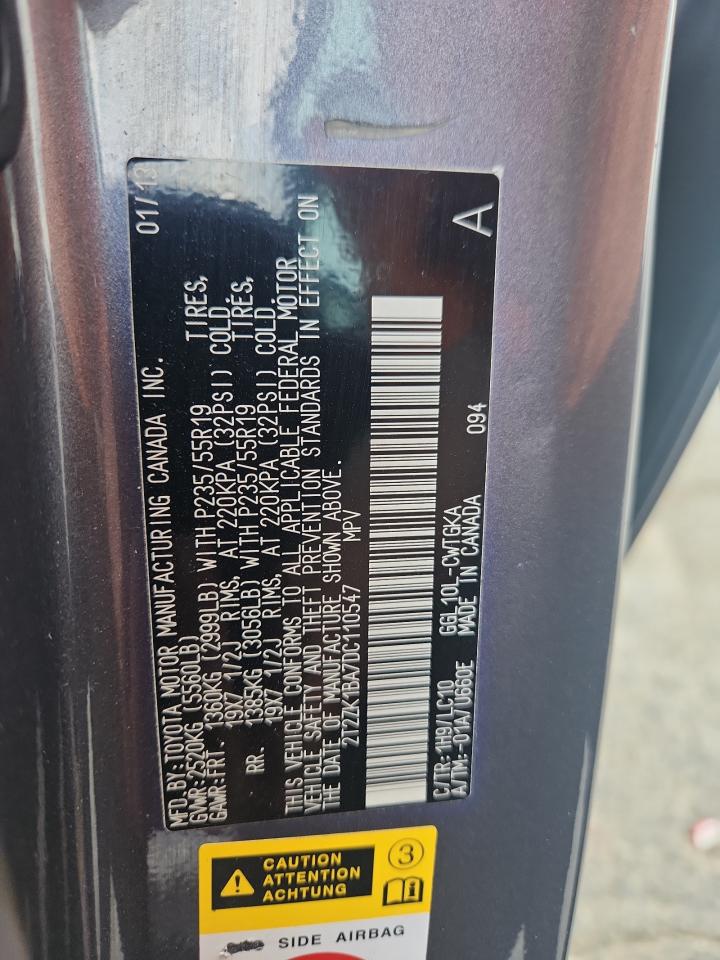 MFD.BY:TOYOTA MOTOR MANUFACTURING CANADA INC. 01/13
GVWR:2520KG (5560LB)
GAWR:FRT. 1360KG (2999LB) WITH P235/55R19 TIRES,
19X7 1/2J RIMS, AT 220KPA (32PSI) COLD.
RR. 1385KG (3056LB) WITH P235/55R19 TIRES,
19X7 1/2J RIMS, AT 220KPA (32PSI) COLD.
THIS VEHICLE CONFORMS TO ALL APPLICABLE FEDERAL MOTOR
VEHICLE SAFETY AND THEFT PREVENTION STANDARDS IN EFFECT ON
THE DATE OF MANUFACTURE SHOWN ABOVE.
2T2ZK1BA7DC110547 MPV
C/TR:1H9/LC10 GGL10L-CWTGKA 094 A
A/TM:-01A/U660E MADE IN CANADA
CAUTION
ATTENTION
ACHTUNG
3
SIDE AIRBAG